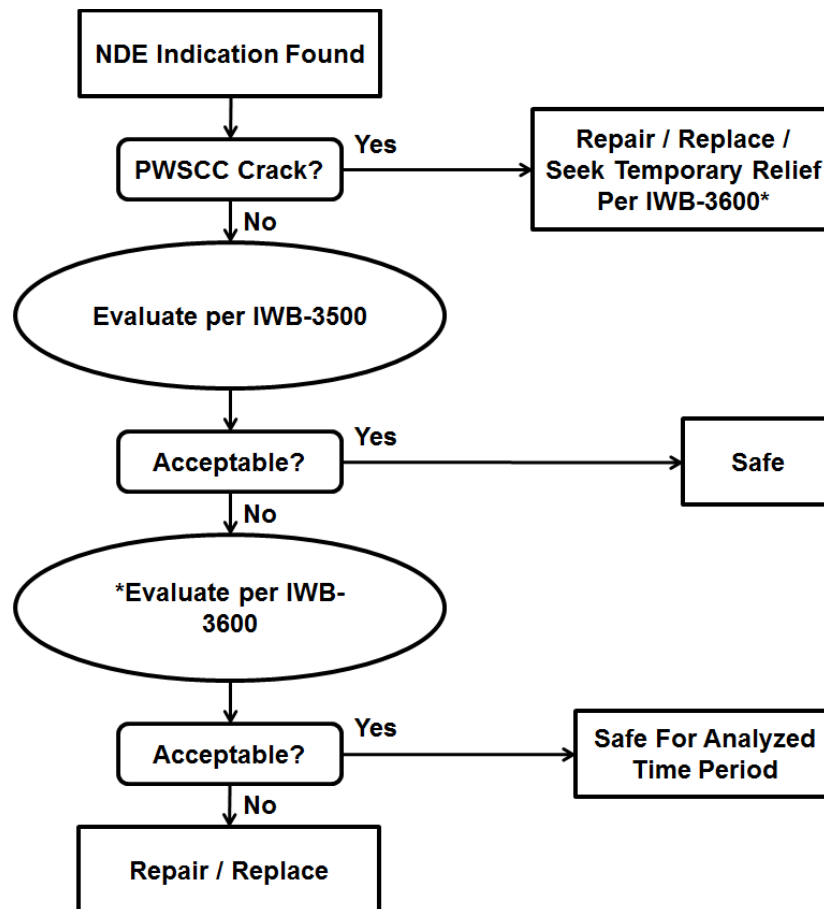 NDE Indication Found
PWSCC Crack?
Yes
Repair / Replace /
Seek Temporary Relief
Per IWB-3600*
No
Evaluate per IWB-3500
Acceptable?
Yes
Safe
No
*Evaluate per IWB-
3600
Acceptable?
Yes
Safe For Analyzed
Time Period
No
Repair / Replace